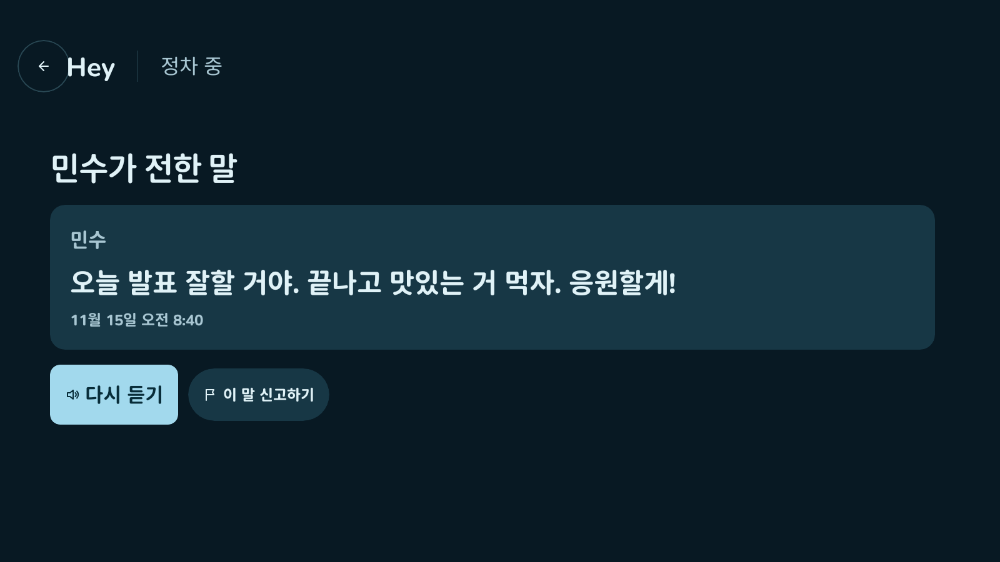 Hey
정차 중
민수가 전한 말
민수
오늘 발표 잘할 거야. 끝나고 맛있는 거 먹자. 응원할게!
11월 15일 오전 8:40
다시 듣기
이 말 신고하기